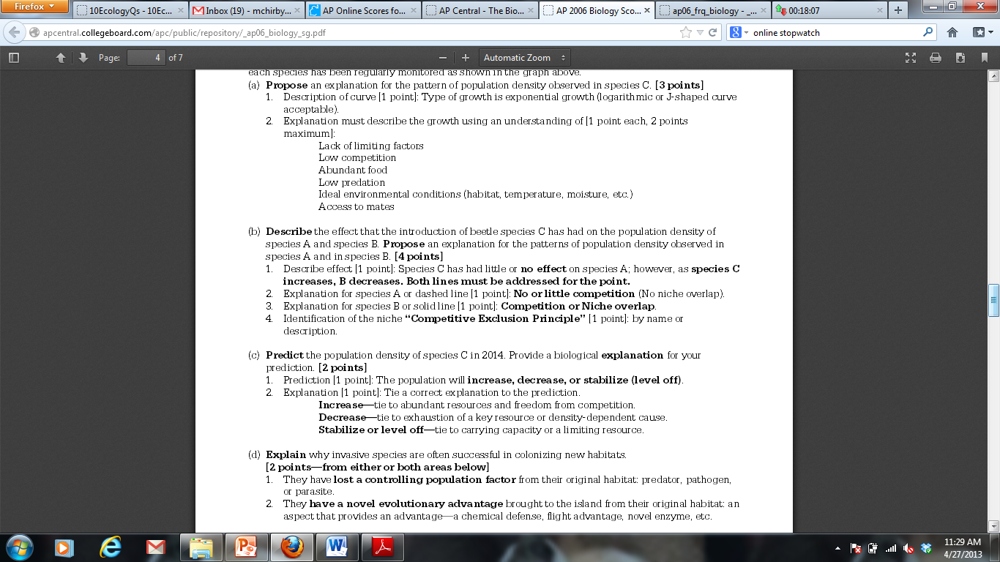 Firefox
10EcologyQs - 10Ec...
Inbox (19) - mchirby...
AP Online Scores fo...
AP Central - The Bio...
AP 2006 Biology Sco...
ap06_frq_biology - _...
00:18:07
apcentral.collegeboard.com/apc/public/repository/_ap06_biology_sg.pdf
online stopwatch
Page: 4 of 7
Automatic Zoom
each species has been regularly monitored as shown in the graph above.
(a) Propose an explanation for the pattern of population density observed in species C. [3 points]
1. Description of curve [1 point]: Type of growth is exponential growth (logarithmic or J-shaped curve
acceptable).
2. Explanation must describe the growth using an understanding of [1 point each, 2 points
maximum]:
Lack of limiting factors
Low competition
Abundant food
Low predation
Ideal environmental conditions (habitat, temperature, moisture, etc.)
Access to mates
(b) Describe the effect that the introduction of beetle species C has had on the population density of
species A and species B. Propose an explanation for the patterns of population density observed in
species A and in species B. [4 points]
1. Describe effect [1 point]: Species C has had little or no effect on species A; however, as species C
increases, B decreases. Both lines must be addressed for the point.
2. Explanation for species A or dashed line [1 point]: No or little competition (No niche overlap).
3. Explanation for species B or solid line [1 point]: Competition or Niche overlap.
4. Identification of the niche “Competitive Exclusion Principle” [1 point]: by name or
description.
(c) Predict the population density of species C in 2014. Provide a biological explanation for your
prediction. [2 points]
1. Prediction [1 point]: The population will increase, decrease, or stabilize (level off).
2. Explanation [1 point]: Tie a correct explanation to the prediction.
Increase—tie to abundant resources and freedom from competition.
Decrease—tie to exhaustion of a key resource or density-dependent cause.
Stabilize or level off—tie to carrying capacity or a limiting resource.
(d) Explain why invasive species are often successful in colonizing new habitats.
[2 points—from either or both areas below]
1. They have lost a controlling population factor from their original habitat: predator, pathogen,
or parasite.
2. They have a novel evolutionary advantage brought to the island from their original habitat: an
aspect that provides an advantage—a chemical defense, flight advantage, novel enzyme, etc.
11:29 AM
4/27/2013